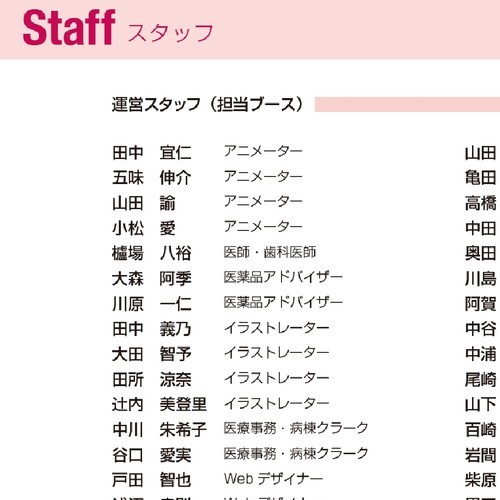 Staff スタッフ
運営スタッフ（担当ブース）
田中 宜仁 アニメーター 山田
五味 伸介 アニメーター 亀田
山田 諭 アニメーター 高橋
小松 愛 アニメーター 中田
櫨場 八裕 医師・歯科医師 奥田
大森 阿季 医薬品アドバイザー 川島
川原 一仁 医薬品アドバイザー 阿賀
田中 義乃 イラストレーター 中谷
大田 智予 イラストレーター 中浦
田所 涼奈 イラストレーター 尾崎
辻内 美登里 イラストレーター 山下
中川 朱希子 医療事務・病棟クラーク 百崎
谷口 愛実 医療事務・病棟クラーク 岩間
戸田 智也 Web デザイナー 柴原